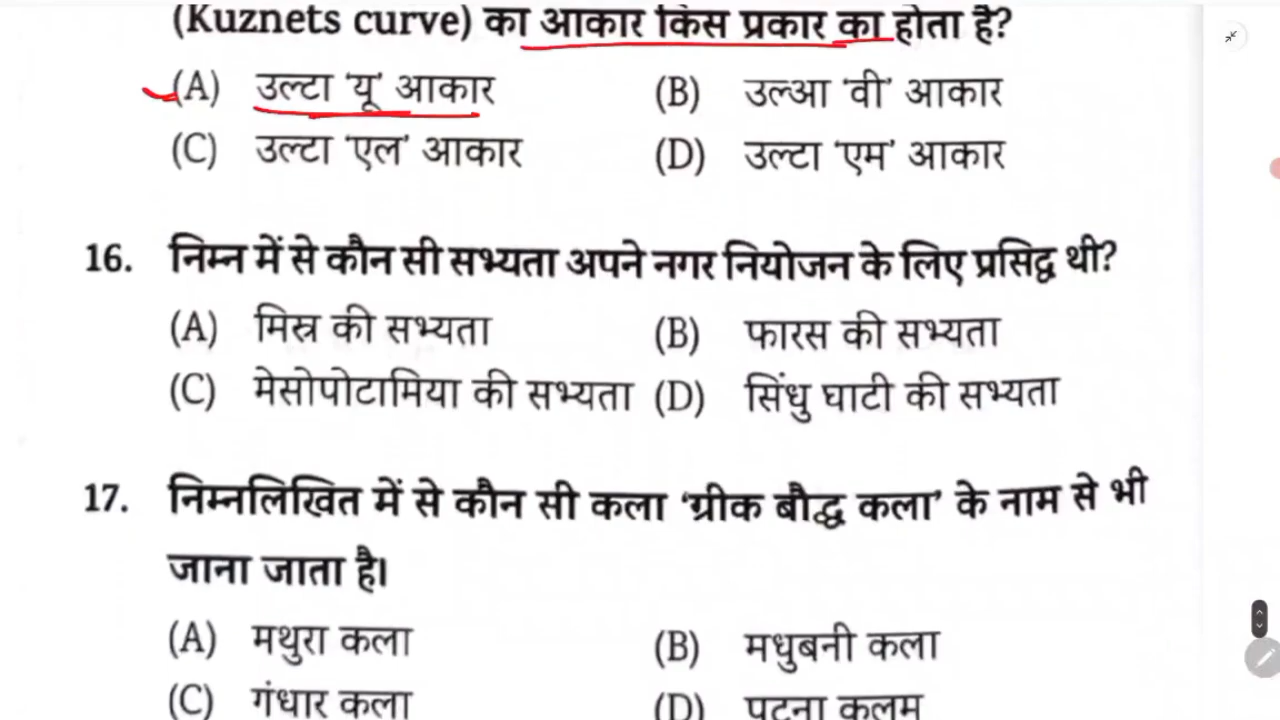 (Kuznets curve) का आकार किस प्रकार का होता है?
(A) उल्टा 'यू' आकार (B) उल्आ 'वी' आकार
(C) उल्टा 'एल' आकार (D) उल्टा 'एम' आकार
16. निम्न में से कौन सी सभ्यता अपने नगर नियोजन के लिए प्रसिद्ध थी?
(A) मिस्र की सभ्यता (B) फारस की सभ्यता
(C) मेसोपोटामिया की सभ्यता (D) सिंधु घाटी की सभ्यता
17. निम्नलिखित में से कौन सी कला 'ग्रीक बौद्ध कला' के नाम से भी
जाना जाता है।
(A) मथुरा कला (B) मधुबनी कला
(C) गंधार कला (D) पटना कलम